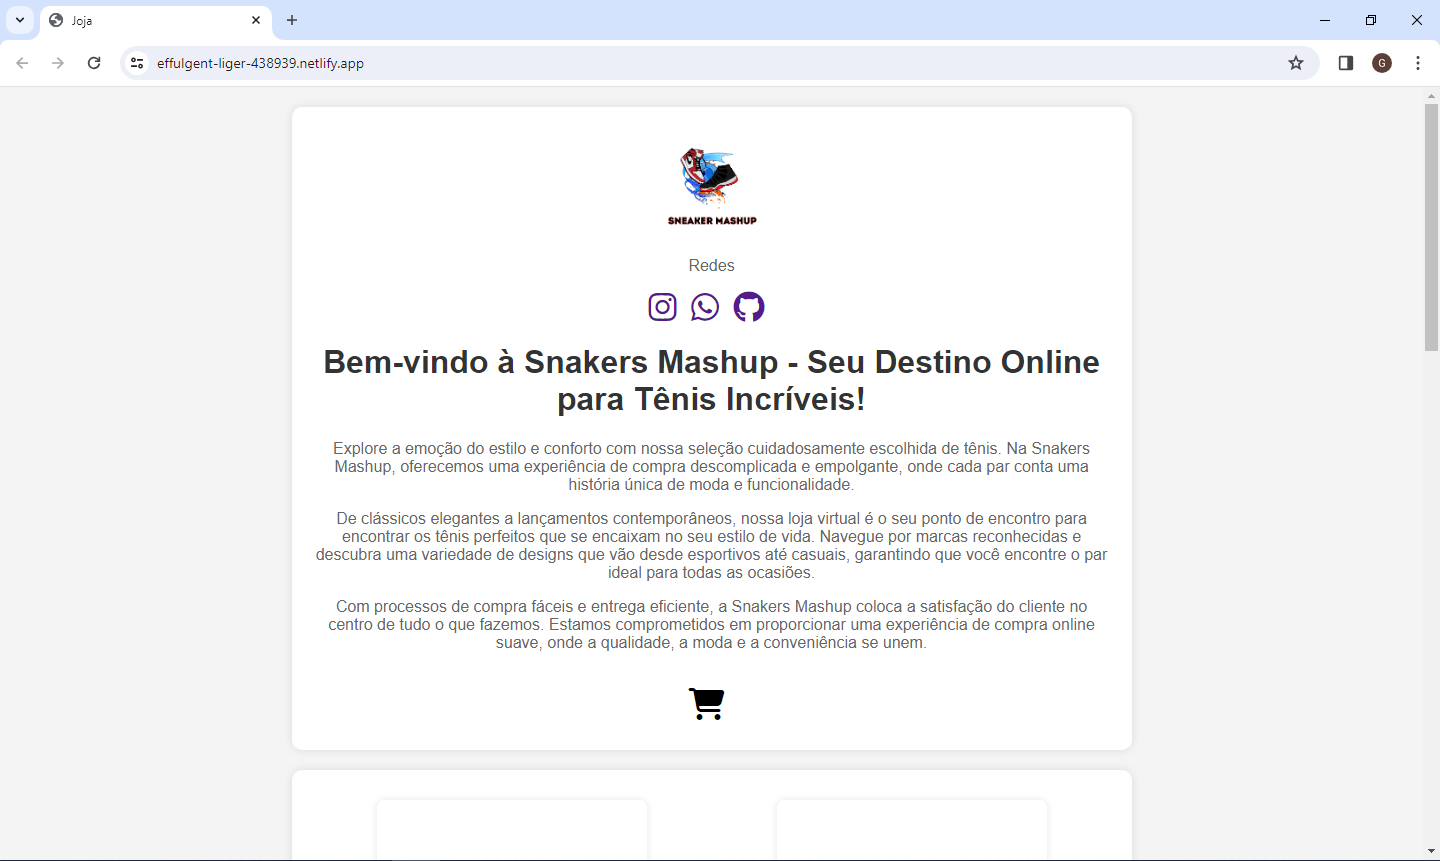 Joja
effulgent-liger-438939.netlify.app
G
SNEAKER MASHUP
Redes
Bem-vindo à Snakers Mashup - Seu Destino Online
para Tênis Incríveis!
Explore a emoção do estilo e conforto com nossa seleção cuidadosamente escolhida de tênis. Na Snakers
Mashup, oferecemos uma experiência de compra descomplicada e empolgante, onde cada par conta uma
história única de moda e funcionalidade.
De clássicos elegantes a lançamentos contemporâneos, nossa loja virtual é o seu ponto de encontro para
encontrar os tênis perfeitos que se encaixam no seu estilo de vida. Navegue por marcas reconhecidas e
descubra uma variedade de designs que vão desde esportivos até casuais, garantindo que você encontre o par
ideal para todas as ocasiões.
Com processos de compra fáceis e entrega eficiente, a Snakers Mashup coloca a satisfação do cliente no
centro de tudo o que fazemos. Estamos comprometidos em proporcionar uma experiência de compra online
suave, onde a qualidade, a moda e a conveniência se unem.